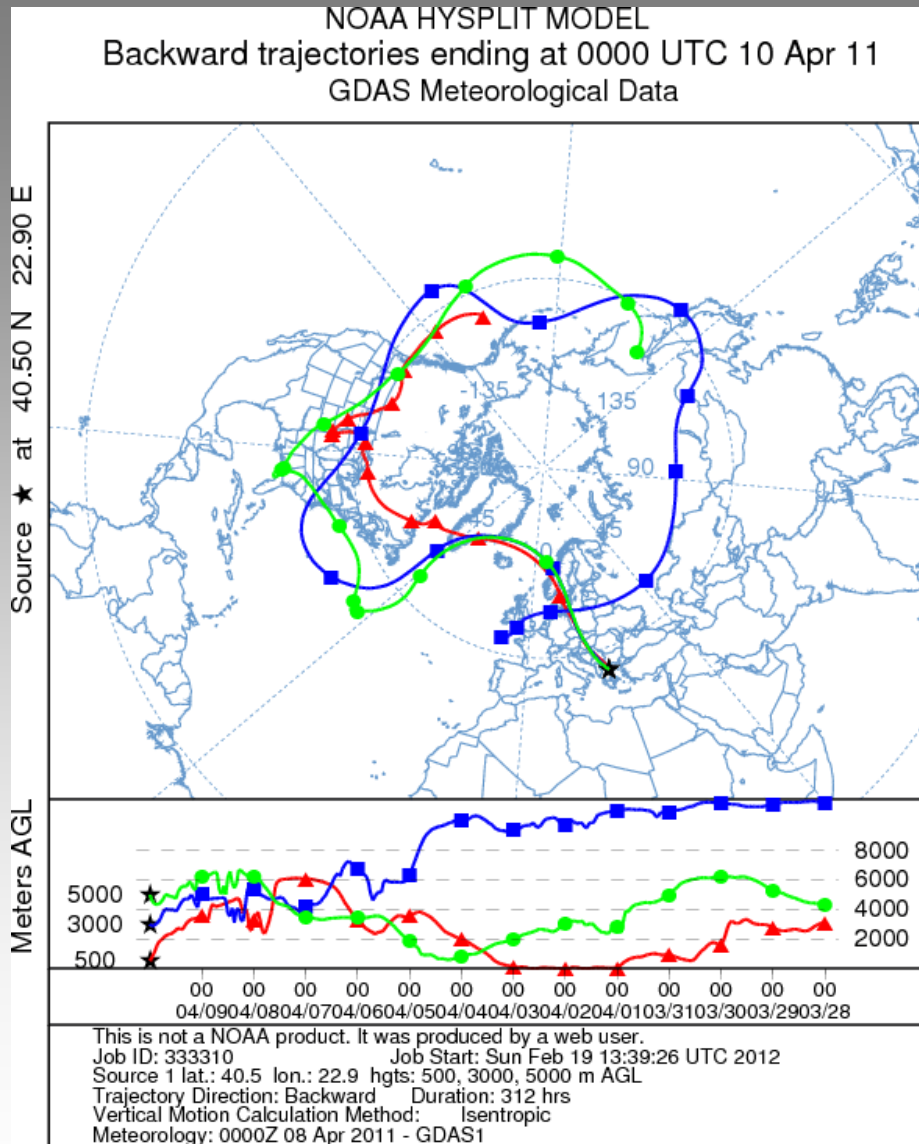 NOAA HYSPLIT MODEL
Backward trajectories ending at 0000 UTC 10 Apr 11
GDAS Meteorological Data
Source ★ at 40.50 N 22.90 E
-135
135
90
-45
0
Meters AGL
8000
6000
5000
4000
3000
2000
500
00 00 00 00 00 00 00 00 00 00 00 00 00
04/09 04/08 04/07 04/06 04/05 04/04 04/03 04/02 04/01 03/31 03/30 03/29 03/28
This is not a NOAA product. It was produced by a web user.
Job ID: 333310 Job Start: Sun Feb 19 13:39:26 UTC 2012
Source 1 lat.: 40.5 lon.: 22.9 hgts: 500, 3000, 5000 m AGL
Trajectory Direction: Backward Duration: 312 hrs
Vertical Motion Calculation Method: Isentropic
Meteorology: 0000Z 08 Apr 2011 - GDAS1